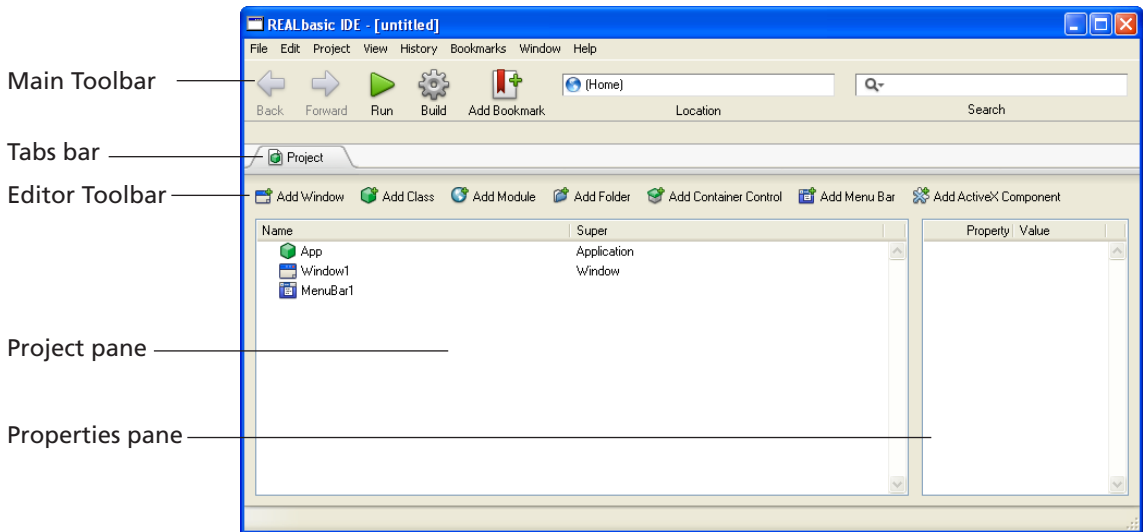 REALbasic IDE - [untitled]
File Edit Project View History Bookmarks Window Help
Main Toolbar
(Home)
Back Forward Run Build Add Bookmark Location Search
Tabs bar
Project
Editor Toolbar
Add Window Add Class Add Module Add Folder Add Container Control Add Menu Bar Add ActiveX Component
Name Super Property Value
App Application
Window1 Window
MenuBar1
Project pane
Properties pane